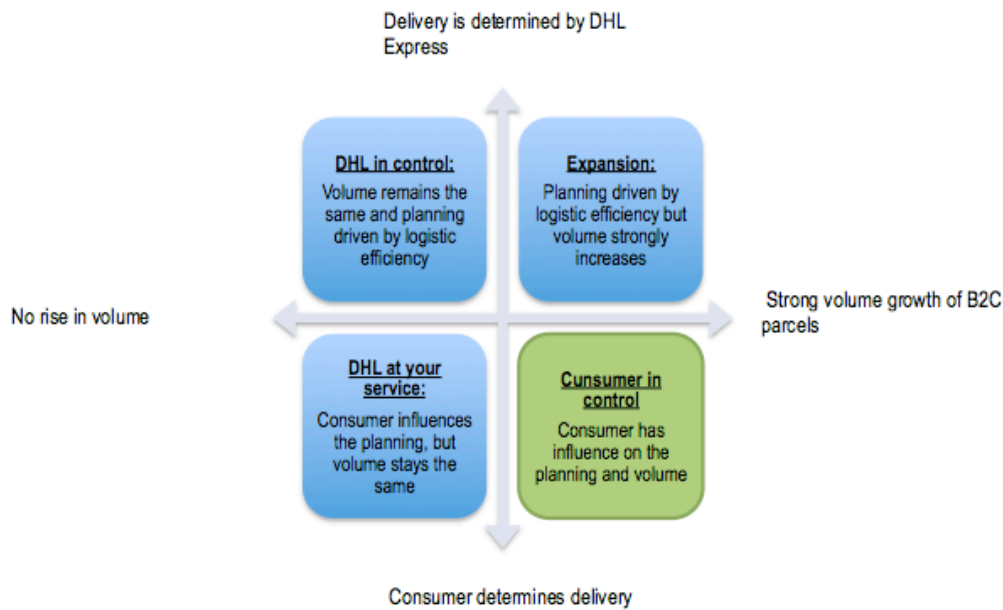 Delivery is determined by DHL
Express
DHL in control:
Volume remains the
same and planning
driven by logistic
efficiency
Expansion:
Planning driven by
logistic efficiency but
volume strongly
increases
No rise in volume
Strong volume growth of B2C
parcels
DHL at your
service:
Consumer influences
the planning, but
volume stays the
same
Cunsumer in
control
Consumer has
influence on the
planning and volume
Consumer determines delivery